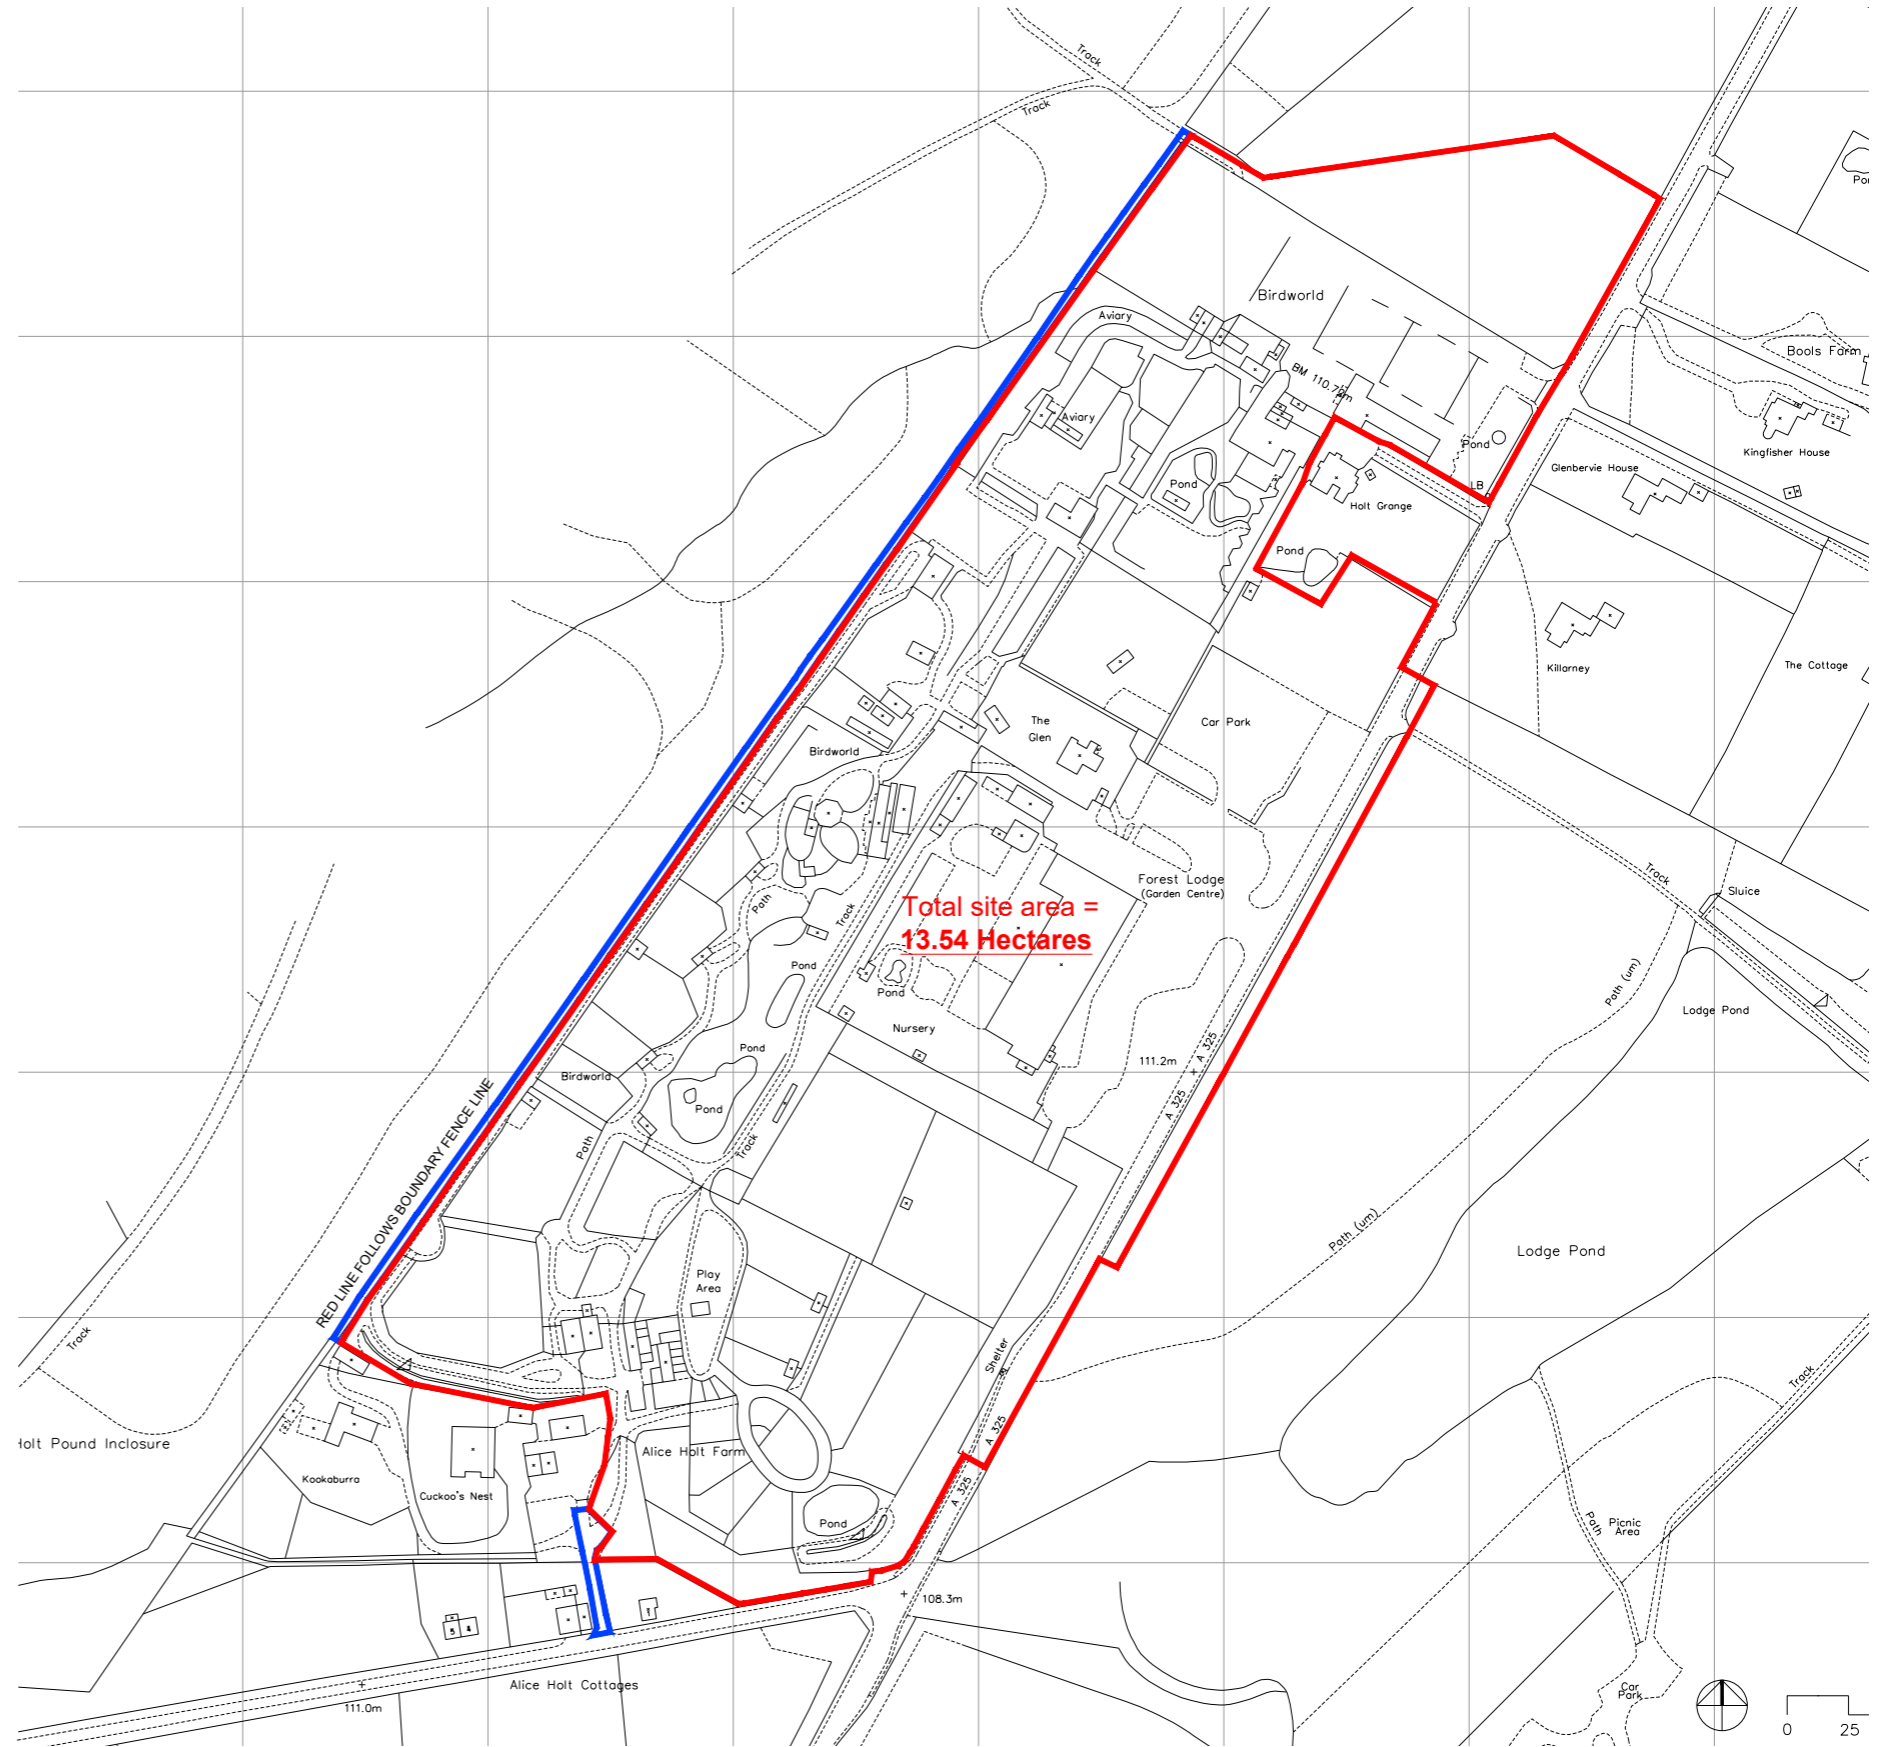 Track
Track
Po
Birdworld
Aviary
BM 110.79m
Aviary
Bools Farm
Pond
Kingfisher House
Glenbervie House
Pond
LB
Holt Grange
Pond
Killarney
The Cottage
The
Glen
Car Park
Birdworld
Track
Forest Lodge
(Garden Centre)
Sluice
Path
Track
Total site area =
13.54 Hectares
Pond
Pond
Path (um)
Lodge Pond
Nursery
Pond
A 325
111.2m
Birdworld
Pond
A 325
RED LINE FOLLOWS BOUNDARY FENCE LINE
Path
Track
Path (um)
Lodge Pond
Play
Area
Track
Shelter
Track
Holt Pound Inclosure
Alice Holt Farm
A 325
Kookaburra
Cuckoo's Nest
A 325
Pond
Path
Picnic
Area
108.3m
5 4
Alice Holt Cottages
111.0m
Car
Park
0 25